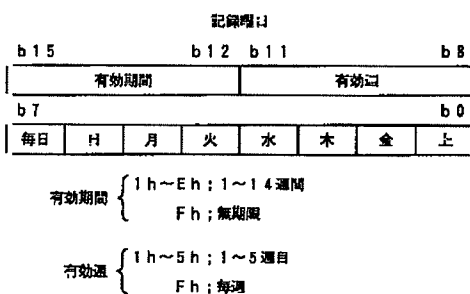 記録曜日
b15 b12 b11 b8
有効期間 有効週
b7 b0
毎日 日 月 火 水 木 金 土
有効期間 1h~Eh;1~14週間
Fh;無期限
有効週 1h~5h;1~5週目
Fh;毎週